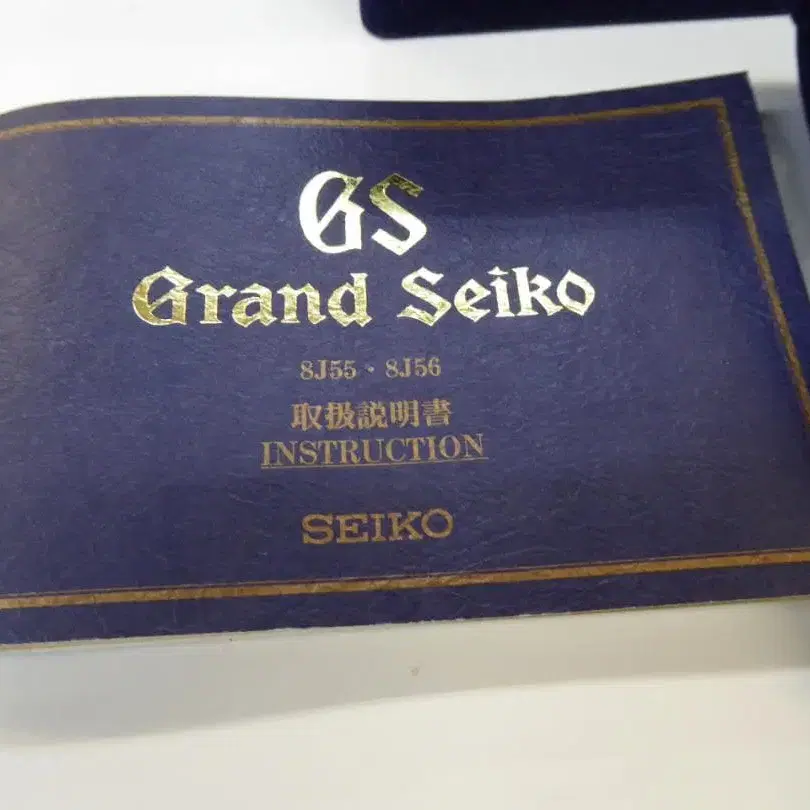 GS
Grand Seiko
8J55・8J56
取扱説明書
INSTRUCTION
SEIKO